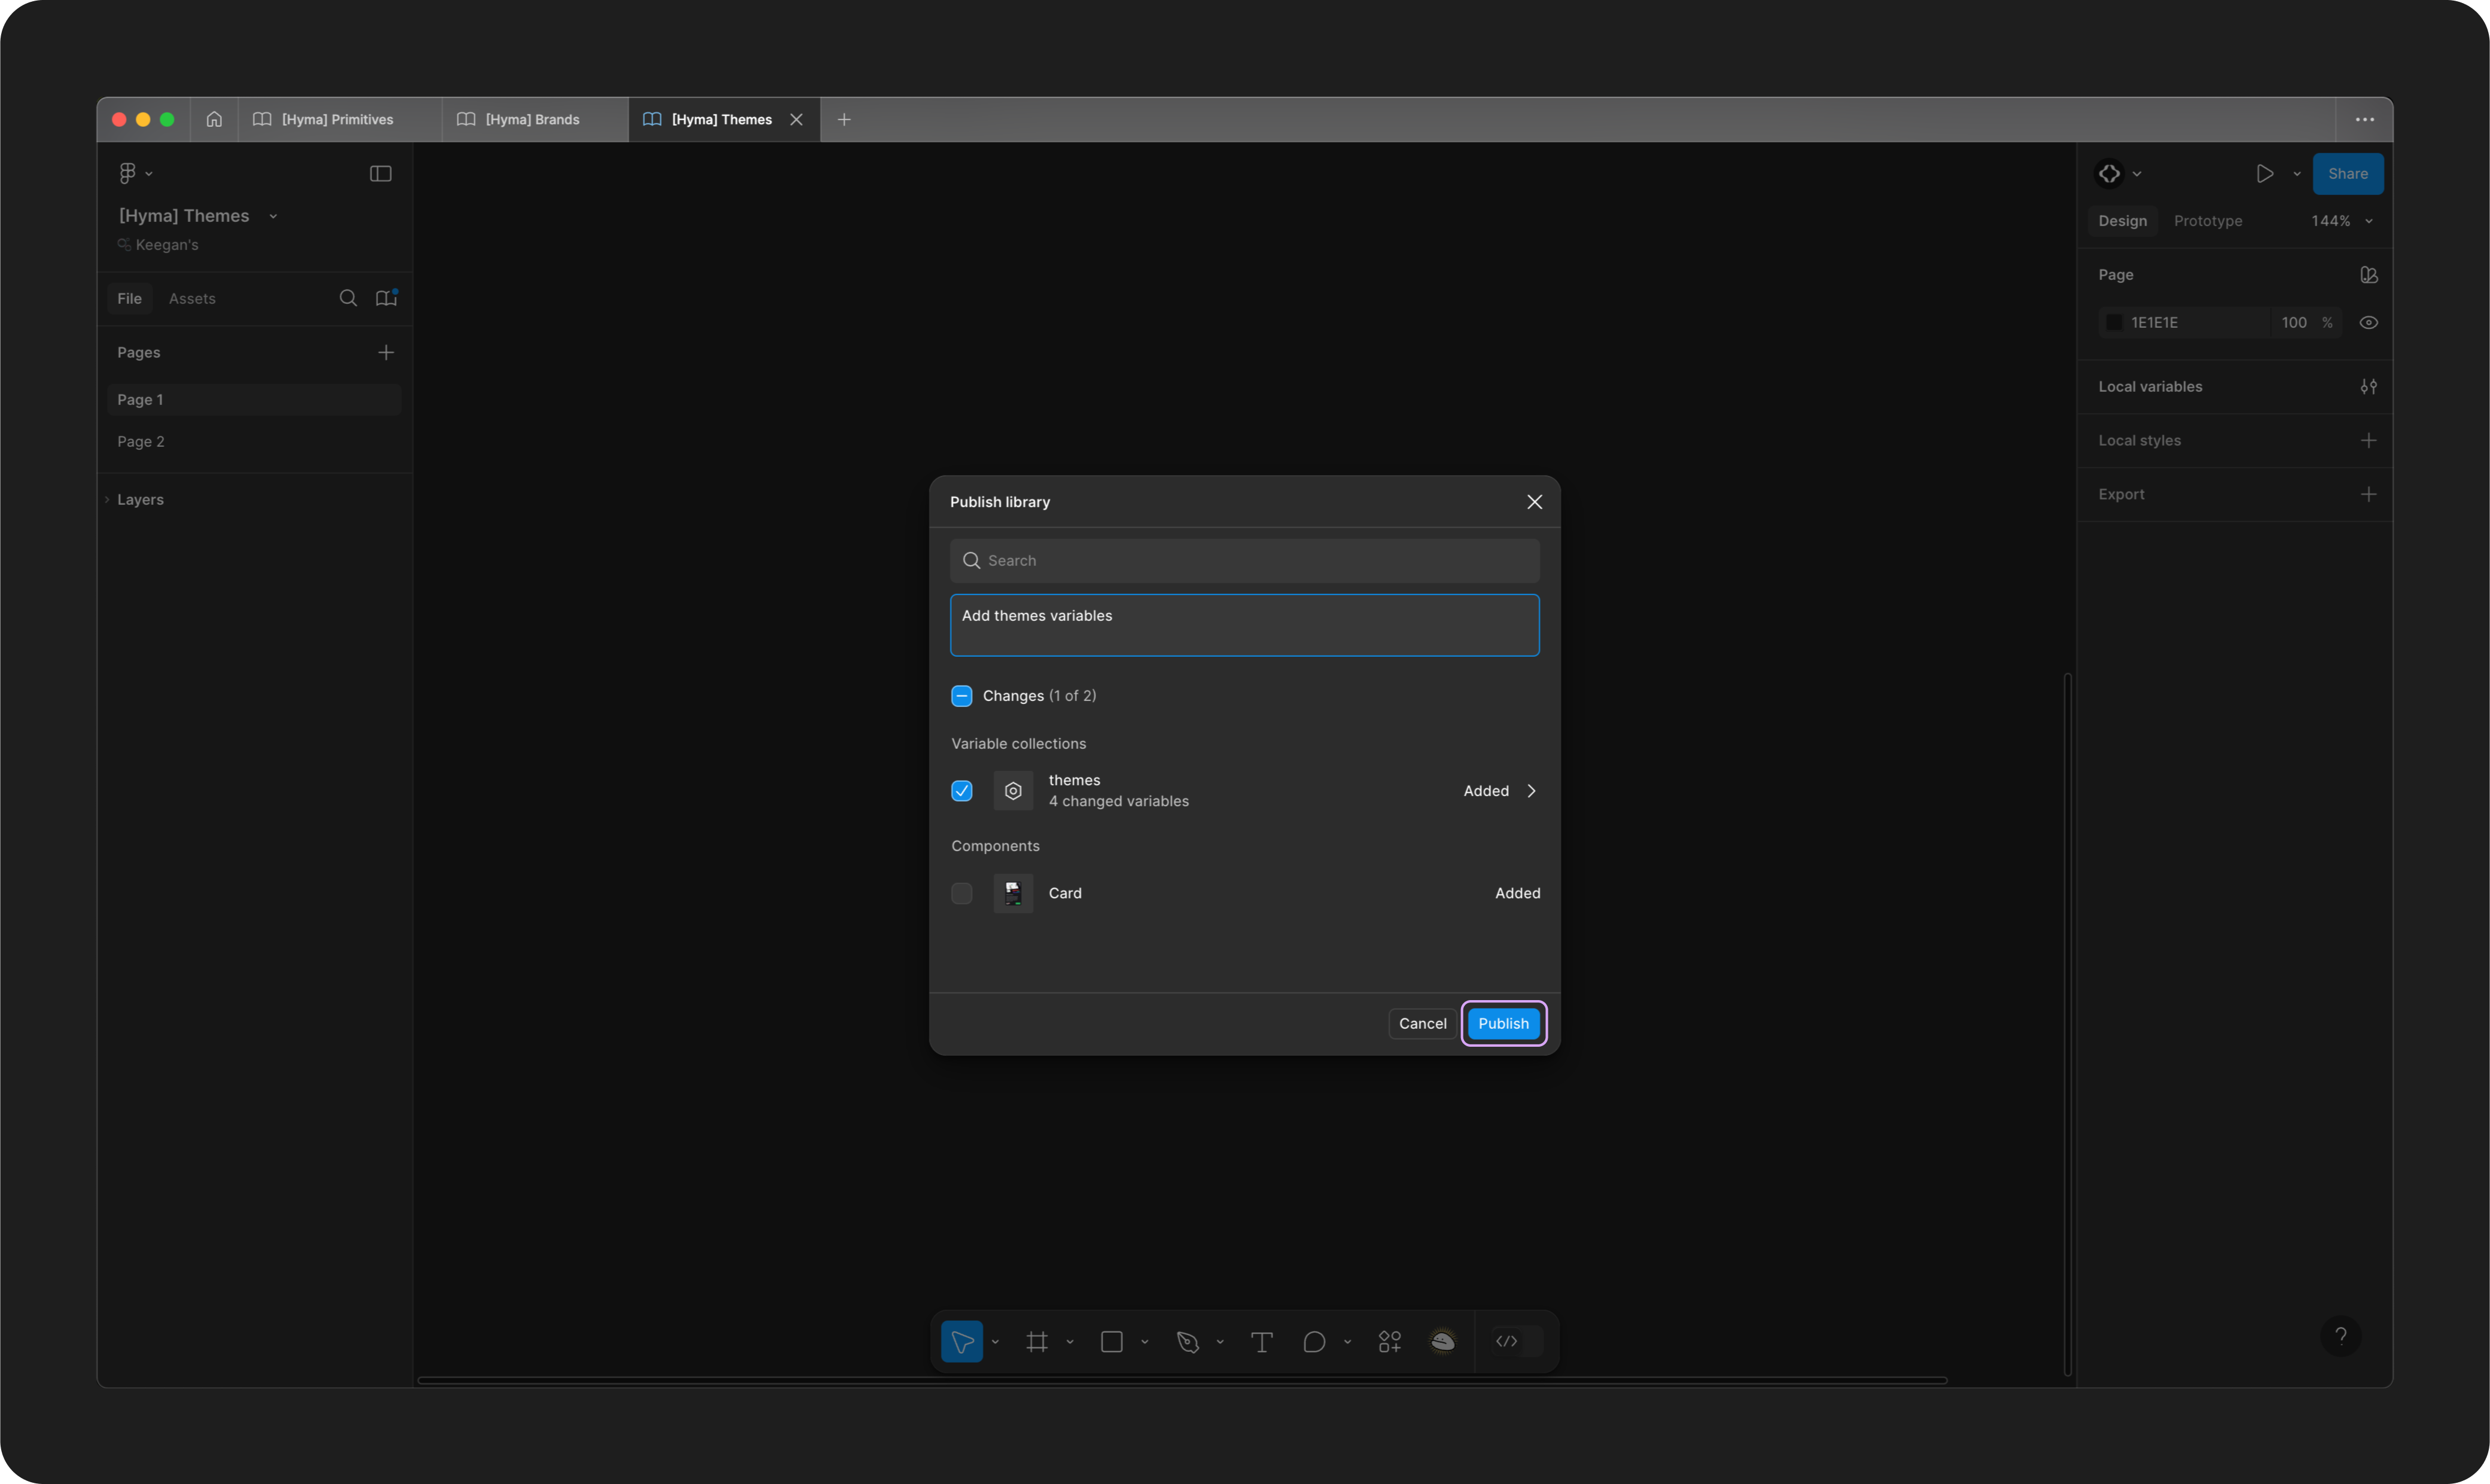 [Hyma] Primitives
[Hyma] Brands
[Hyma] Themes
[Hyma] Themes
Keegan's
File
Assets
Pages
Page 1
Page 2
Layers
Publish library
Search
Add themes variables
Changes (1 of 2)
Variable collections
themes
4 changed variables
Added
Components
Card
Added
Cancel
Publish
Share
Design
Prototype
144%
Page
1E1E1E
100 %
Local variables
Local styles
Export
?